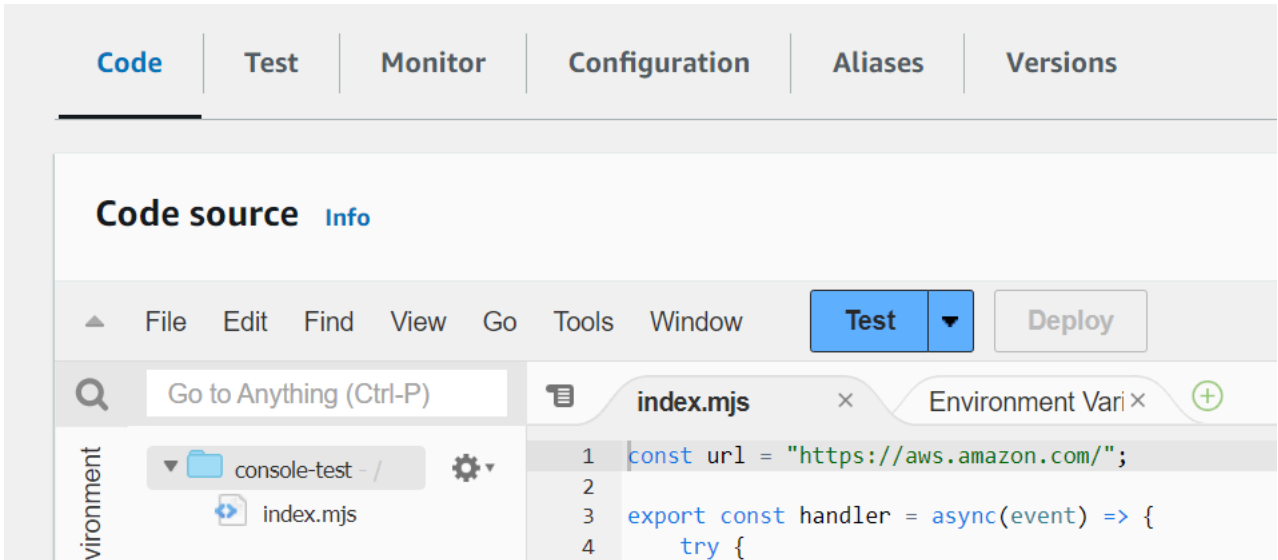 Code Test Monitor Configuration Aliases Versions
Code source Info
File Edit Find View Go Tools Window Test Deploy
Go to Anything (Ctrl-P) index.mjs × Environment Vari ×
console-test - /
index.mjs
vironment
1 const url = "https://aws.amazon.com/";
2
3 export const handler = async(event) => {
4 try {